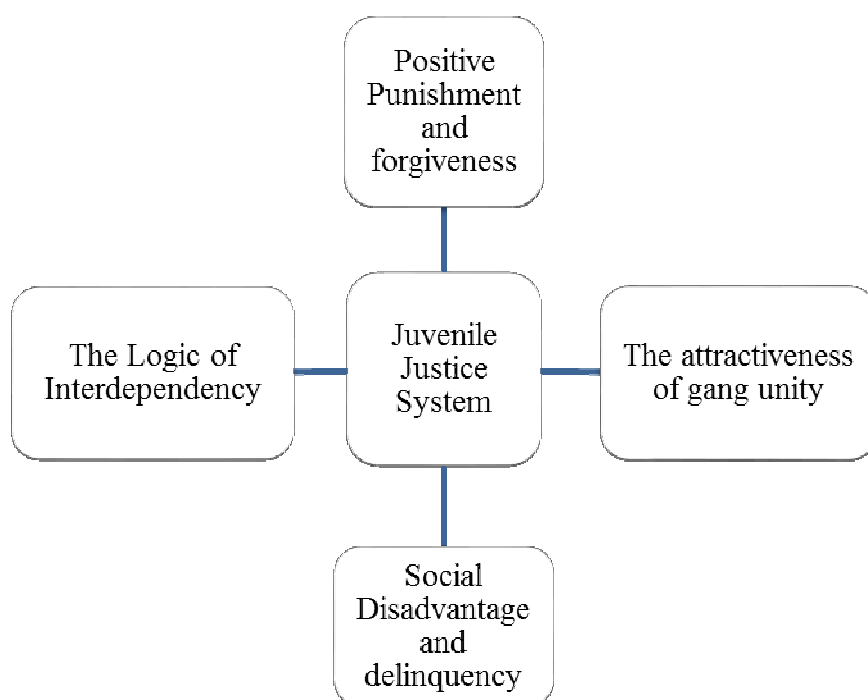 Positive
Punishment
and
forgiveness
The Logic of
Interdependency
Juvenile
Justice
System
The attractiveness
of gang unity
Social
Disadvantage
and
delinquency